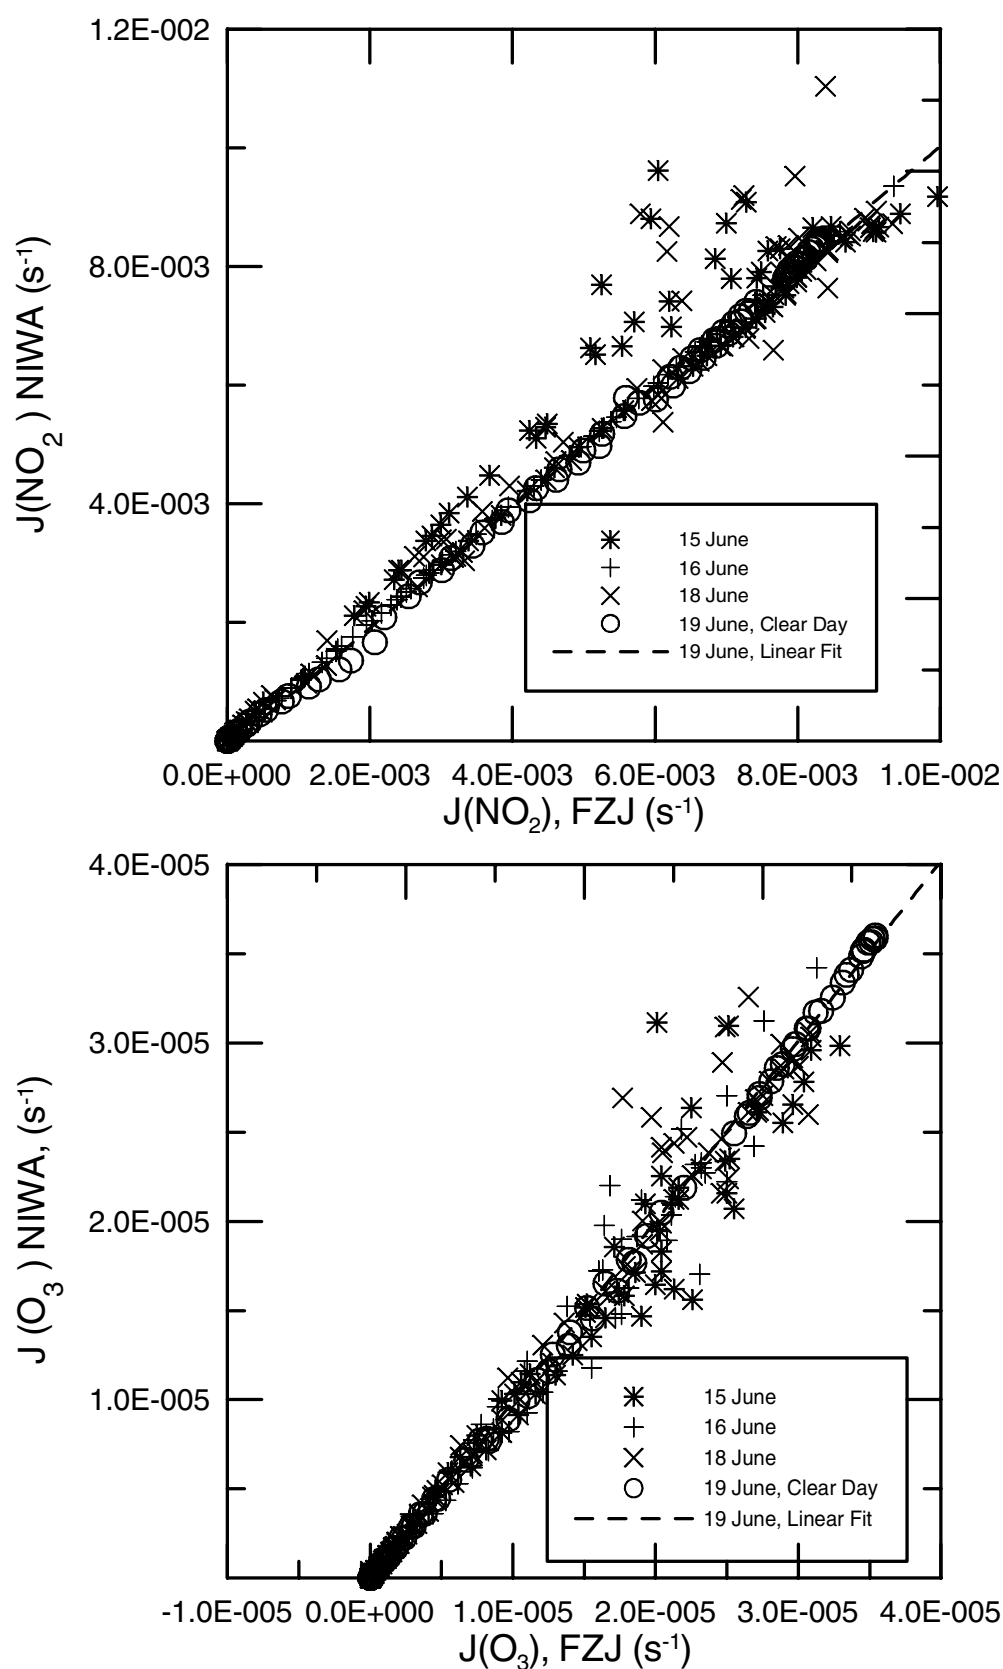 1.2E-002
8.0E-003
4.0E-003
J(NO2 ) NIWA (s-1)
15 June
16 June
18 June
19 June, Clear Day
19 June, Linear Fit
0.0E+000 2.0E-003 4.0E-003 6.0E-003 8.0E-003 1.0E-002
J(NO2), FZJ (s-1)
4.0E-005
3.0E-005
2.0E-005
1.0E-005
J (O3 ) NIWA, (s-1)
15 June
16 June
18 June
19 June, Clear Day
19 June, Linear Fit
-1.0E-005 0.0E+000 1.0E-005 2.0E-005 3.0E-005 4.0E-005
J(O3), FZJ (s-1)